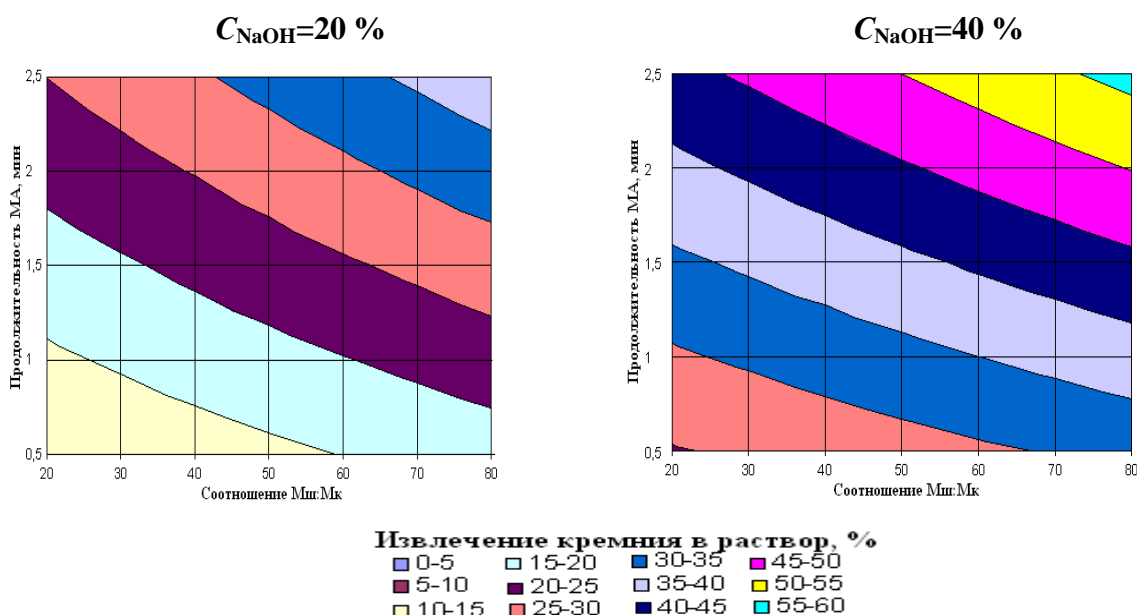 C_NaOH=20 %
C_NaOH=40 %
Продолжительность МА, мин
2,5
2
1,5
1
0,5
20 30 40 50 60 70 80
Соотношение Мш:Мк
Продолжительность МА, мин
2,5
2
1,5
1
0,5
20 30 40 50 60 70 80
Соотношение Мш:Мк
Извлечение кремния в раствор, %
0-5 15-20 30-35 45-50
5-10 20-25 35-40 50-55
10-15 25-30 40-45 55-60